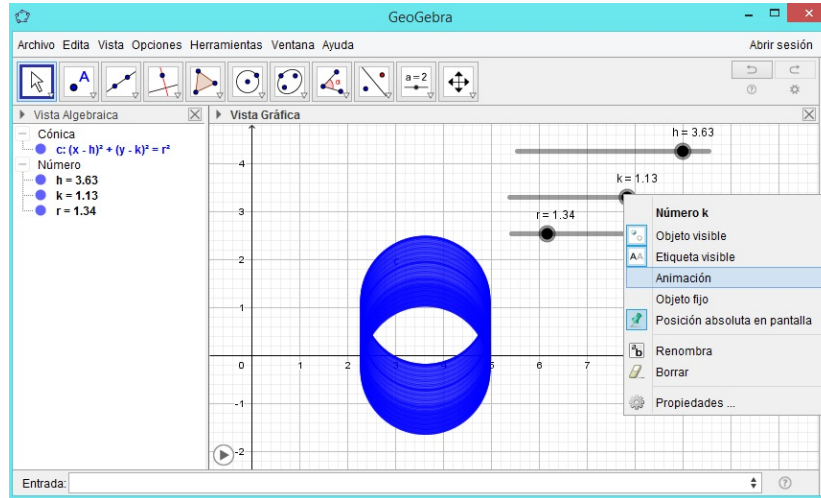 GeoGebra
Archivo Edita Vista Opciones Herramientas Ventana Ayuda
Abrir sesión
A
α
a=2
Vista Algebraica
Cónica
c: (x - h)² + (y - k)² = r²
Número
h = 3.63
k = 1.13
r = 1.34
Vista Gráfica
h = 3.63
k = 1.13
r = 1.34
c
4
3
2
1
0
-1
-2
0 1 2 3 4 5 6 7
Número k
Objeto visible
AA Etiqueta visible
Animación
Objeto fijo
Posición absoluta en pantalla
ab Renombra
Borrar
Propiedades ...
Entrada: